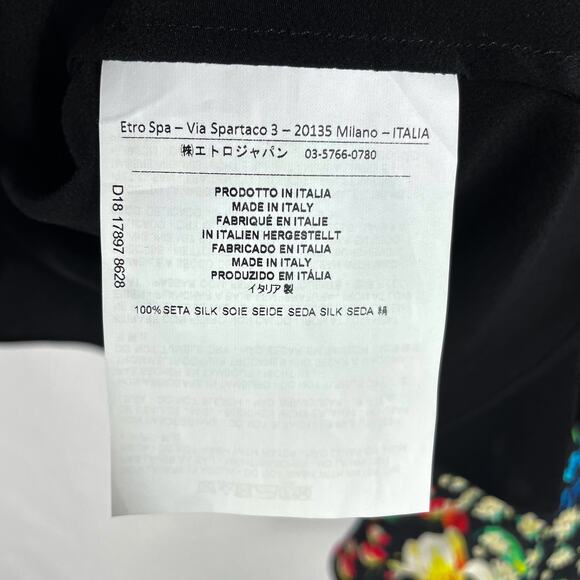 Etro Spa – Via Spartaco 3 – 20135 Milano – ITALIA
㈱エトロジャパン 03-5766-0780
PRODOTTO IN ITALIA
MADE IN ITALY
FABRIQUÉ EN ITALIE
IN ITALIEN HERGESTELLT
FABRICADO EN ITALIA
MADE IN ITALY
PRODUZIDO EM ITÁLIA
イタリア製
100% SETA SILK SOIE SEIDE SEDA SILK SEDA 絹
D18 17897 8628